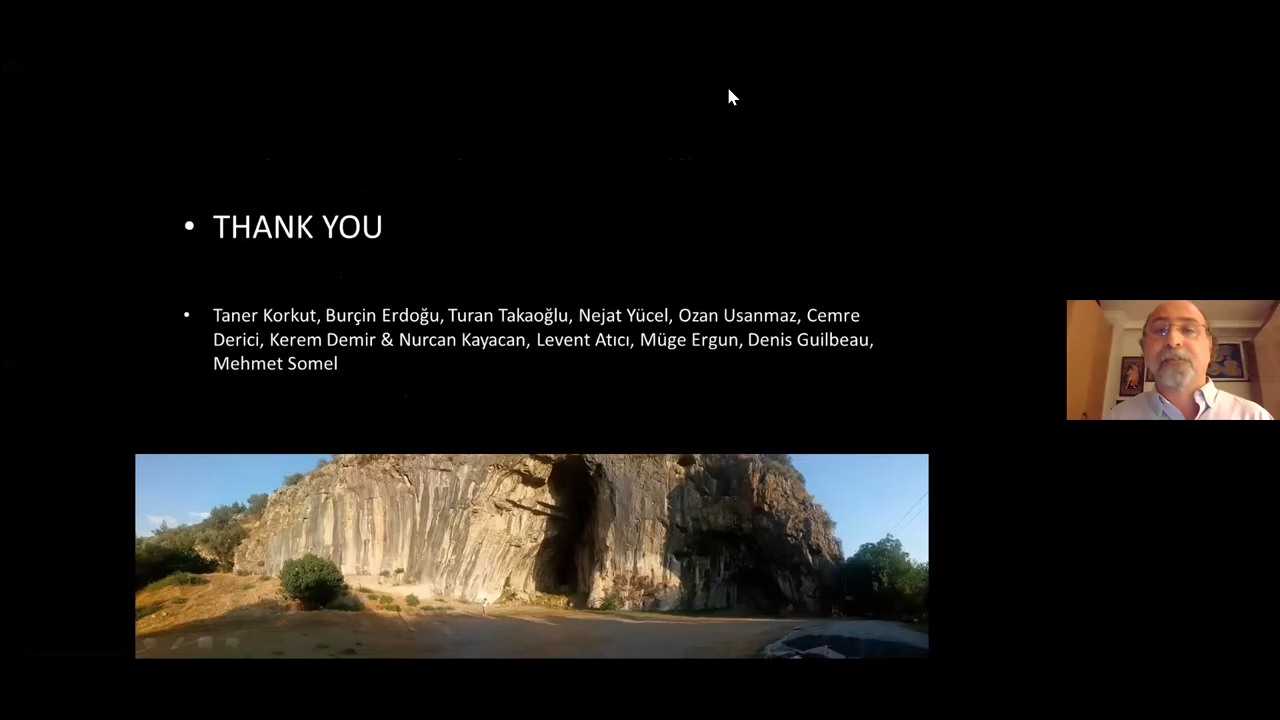 • THANK YOU
• Taner Korkut, Burçin Erdoğu, Turan Takaoğlu, Nejat Yücel, Ozan Usanmaz, Cemre
Derici, Kerem Demir & Nurcan Kayacan, Levent Atıcı, Müge Ergun, Denis Guilbeau,
Mehmet Somel